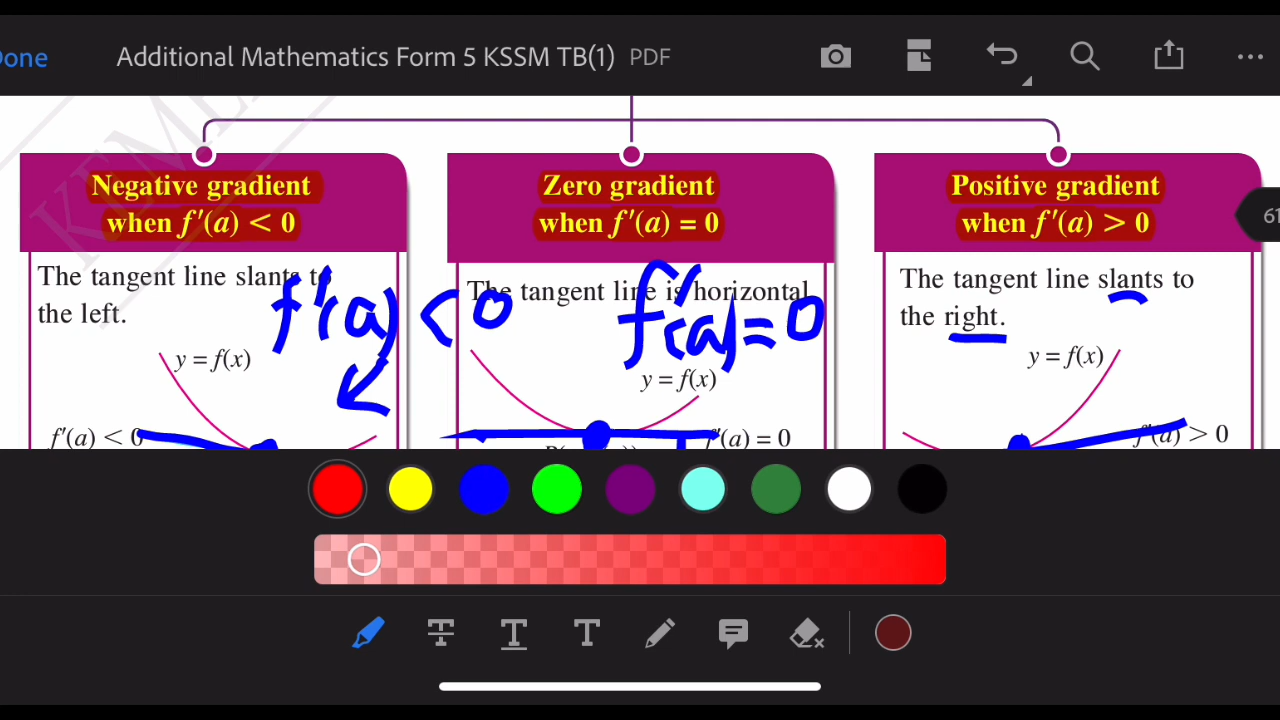 Done
Additional Mathematics Form 5 KSSM TB(1) PDF
Negative gradient
when f'(a) < 0
The tangent line slants to
the left.
f'(a) < 0
y = f(x)
f'(a) < 0
Zero gradient
when f'(a) = 0
The tangent line is horizontal
f'(a) = 0
y = f(x)
f'(a) = 0
Positive gradient
when f'(a) > 0
The tangent line slants to
the right.
y = f(x)
f'(a) > 0
61
T
T
T